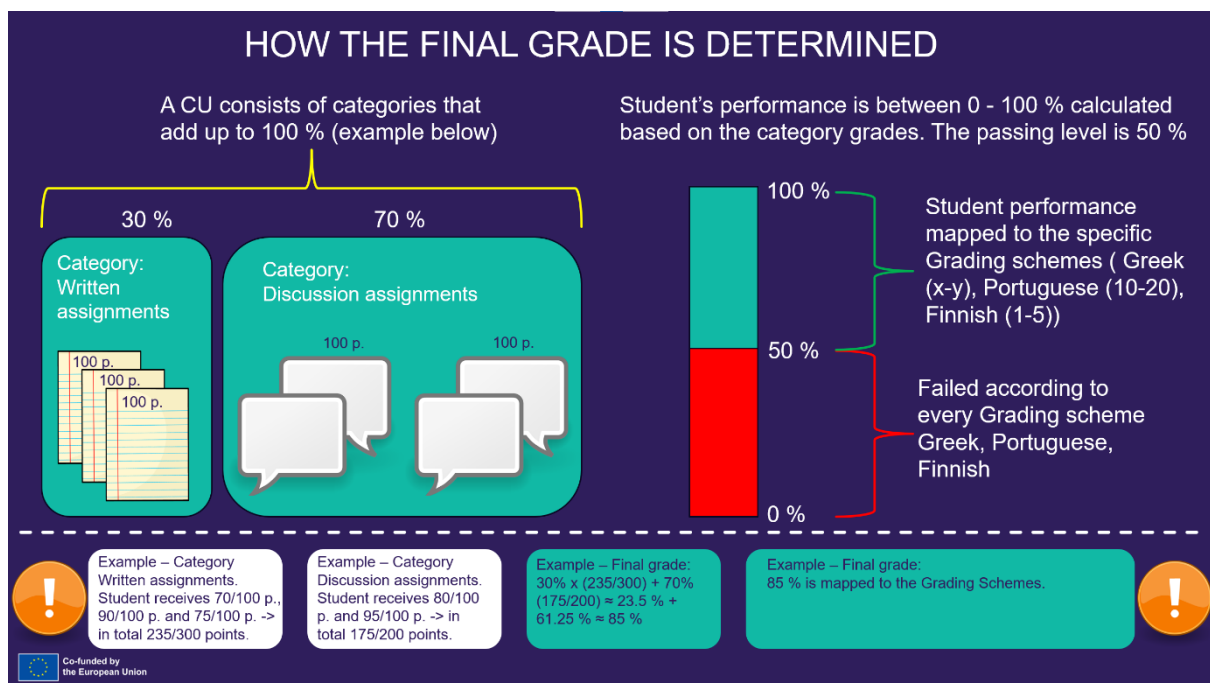 HOW THE FINAL GRADE IS DETERMINED
A CU consists of categories that
add up to 100 % (example below)
30 %
70 %
Category:
Written
assignments
100 p.
100 p.
100 p.
Category:
Discussion assignments
100 p.
100 p.
Student's performance is between 0 - 100 % calculated
based on the category grades. The passing level is 50 %
100 %
50 %
0 %
Student performance
mapped to the specific
Grading schemes ( Greek
(x-y), Portuguese (10-20),
Finnish (1-5))
Failed according to
every Grading scheme
Greek, Portuguese,
Finnish
!
Example – Category
Written assignments.
Student receives 70/100 p.,
90/100 p. and 75/100 p. ->
in total 235/300 points.
Example – Category
Discussion assignments.
Student receives 80/100
p. and 95/100 p. -> in
total 175/200 points.
Example – Final grade:
30% x (235/300) + 70%
(175/200) ≈ 23.5 % +
61.25 % ≈ 85 %
Example – Final grade:
85 % is mapped to the Grading Schemes.
!
Co-funded by
the European Union